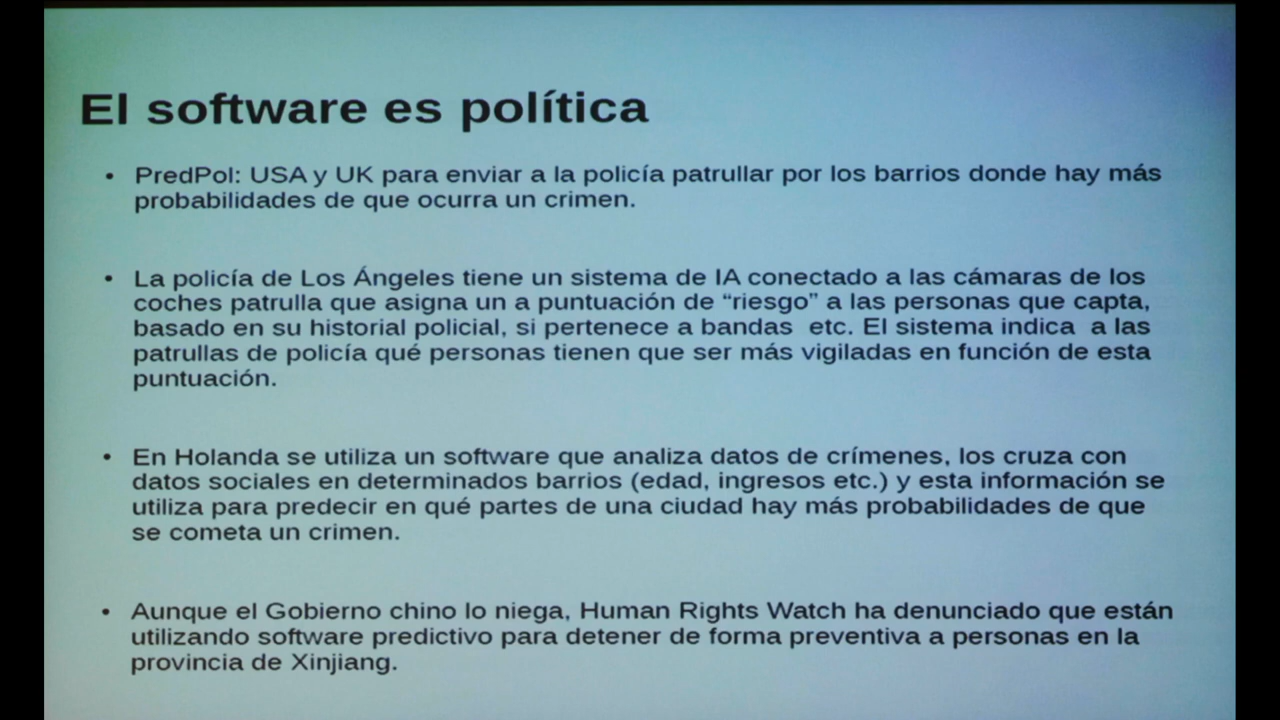 El software es política
• PredPol: USA y UK para enviar a la policía patrullar por los barrios donde hay más
probabilidades de que ocurra un crimen.
• La policía de Los Ángeles tiene un sistema de IA conectado a las cámaras de los
coches patrulla que asigna un a puntuación de “riesgo” a las personas que capta,
basado en su historial policial, si pertenece a bandas  etc. El sistema indica  a las
patrullas de policía qué personas tienen que ser más vigiladas en función de esta
puntuación.
• En Holanda se utiliza un software que analiza datos de crímenes, los cruza con
datos sociales en determinados barrios (edad, ingresos etc.) y esta información se
utiliza para predecir en qué partes de una ciudad hay más probabilidades de que
se cometa un crimen.
• Aunque el Gobierno chino lo niega, Human Rights Watch ha denunciado que están
utilizando software predictivo para detener de forma preventiva a personas en la
provincia de Xinjiang.